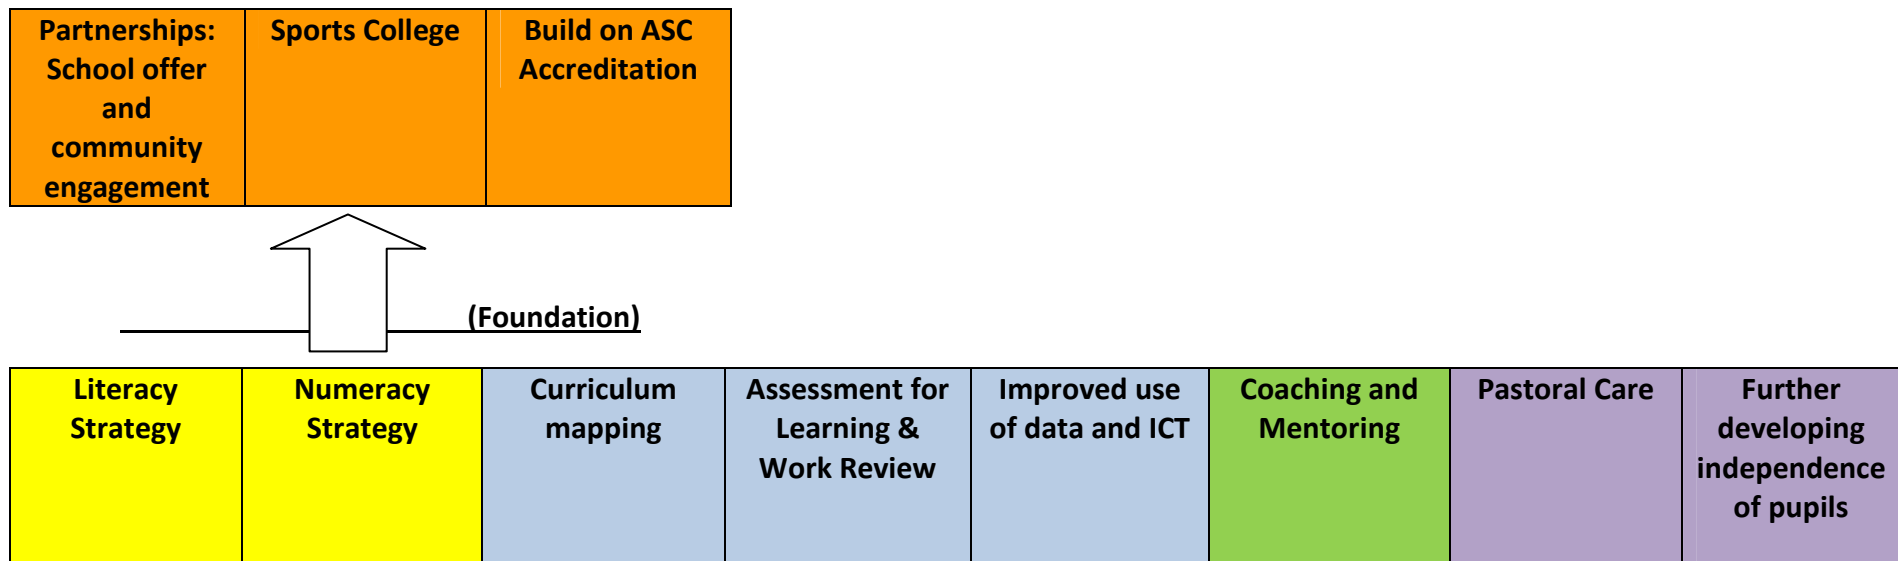 Partnerships:
School offer
and
community
engagement
Sports College
Build on ASC
Accreditation
(Foundation)
Literacy
Strategy
Numeracy
Strategy
Curriculum
mapping
Assessment for
Learning &
Work Review
Improved use
of data and ICT
Coaching and
Mentoring
Pastoral Care
Further
developing
independence
of pupils